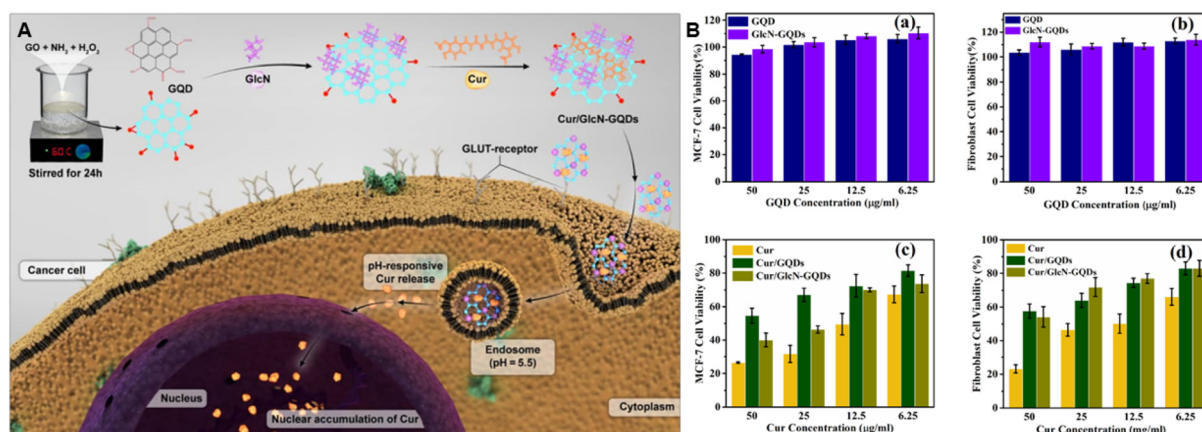 A
GO + NH3 + H2O2
60 C
Stirred for 24h
GQD
GlcN
Cur
Cur/GlcN-GQDs
GLUT-receptor
Cancer cell
pH-responsive
Cur release
Endosome
(pH = 5.5)
Nucleus
Nuclear accumulation of Cur
Cytoplasm
B
(a)
GQD
GlcN-GQDs
MCF-7 Cell Viability(%)
120
100
80
60
40
20
0
50 25 12.5 6.25
GQD Concentration (µg/ml)
(b)
GQD
GlcN-GQDs
Fibroblast Cell Viability(%)
120
100
80
60
40
20
0
50 25 12.5 6.25
GQD Concentration (µg/ml)
(c)
Cur
Cur/GQDs
Cur/GlcN-GQDs
MCF-7 Cell Viability (%)
100
80
60
40
20
0
50 25 12.5 6.25
Cur Concentration (µg/ml)
(d)
Cur
Cur/GQDs
Cur/GlcN-GQDs
Fibroblast Cell Viability (%)
100
80
60
40
20
0
50 25 12.5 6.25
Cur Concentration (mg/ml)